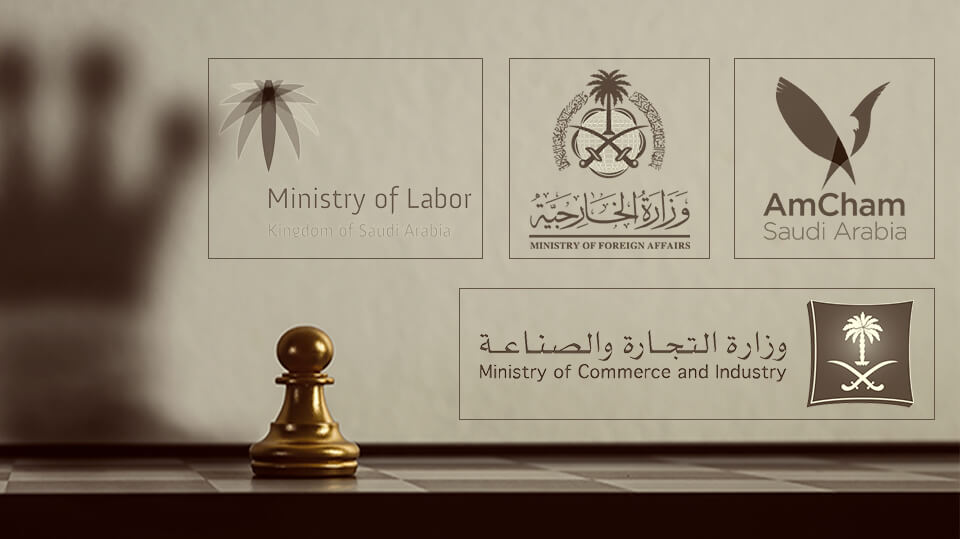 Ministry of Labor
Kingdom of Saudi Arabia
وزارة الخارجية
MINISTRY OF FOREIGN AFFAIRS
AmCham
Saudi Arabia
وزارة التجارة والصناعة
Ministry of Commerce and Industry